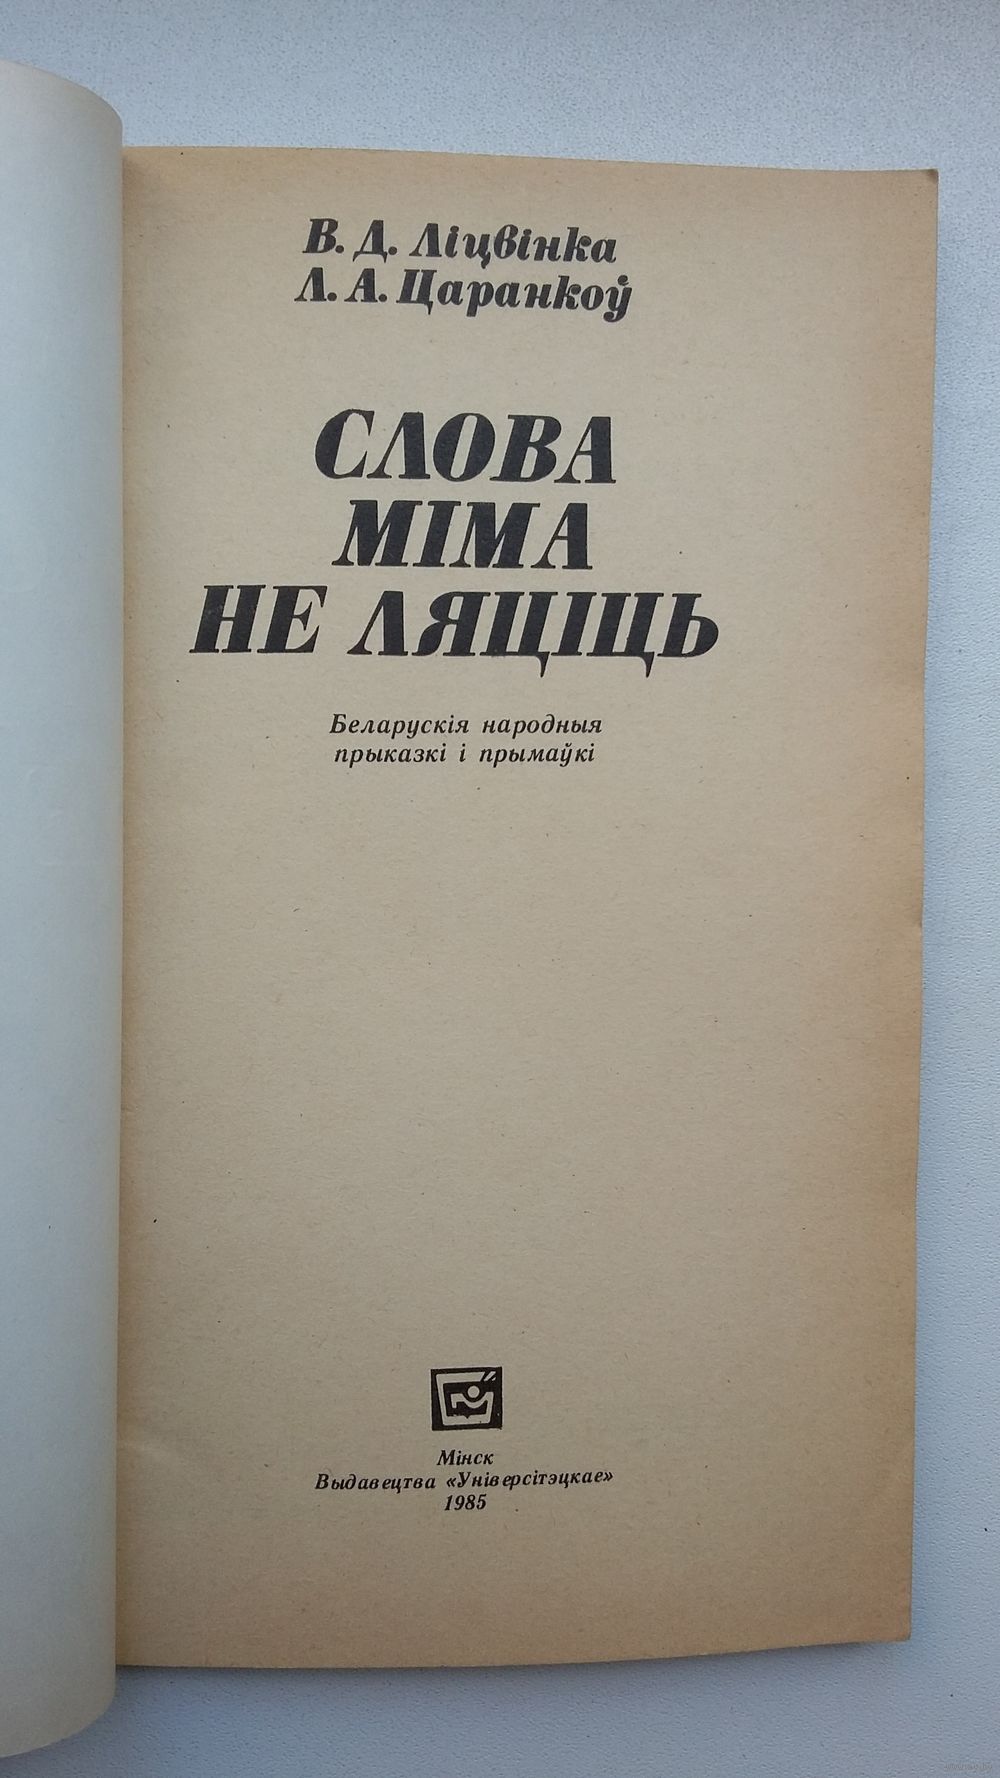 В. Д. Ліцвінка
Л. А. Царанкоў
СЛОВА
МІМА
НЕ ЛЯЦІЦЬ
Беларускія народныя
прыказкі і прымаўкі
Мінск
Выдавецтва «Універсітэцкае»
1985